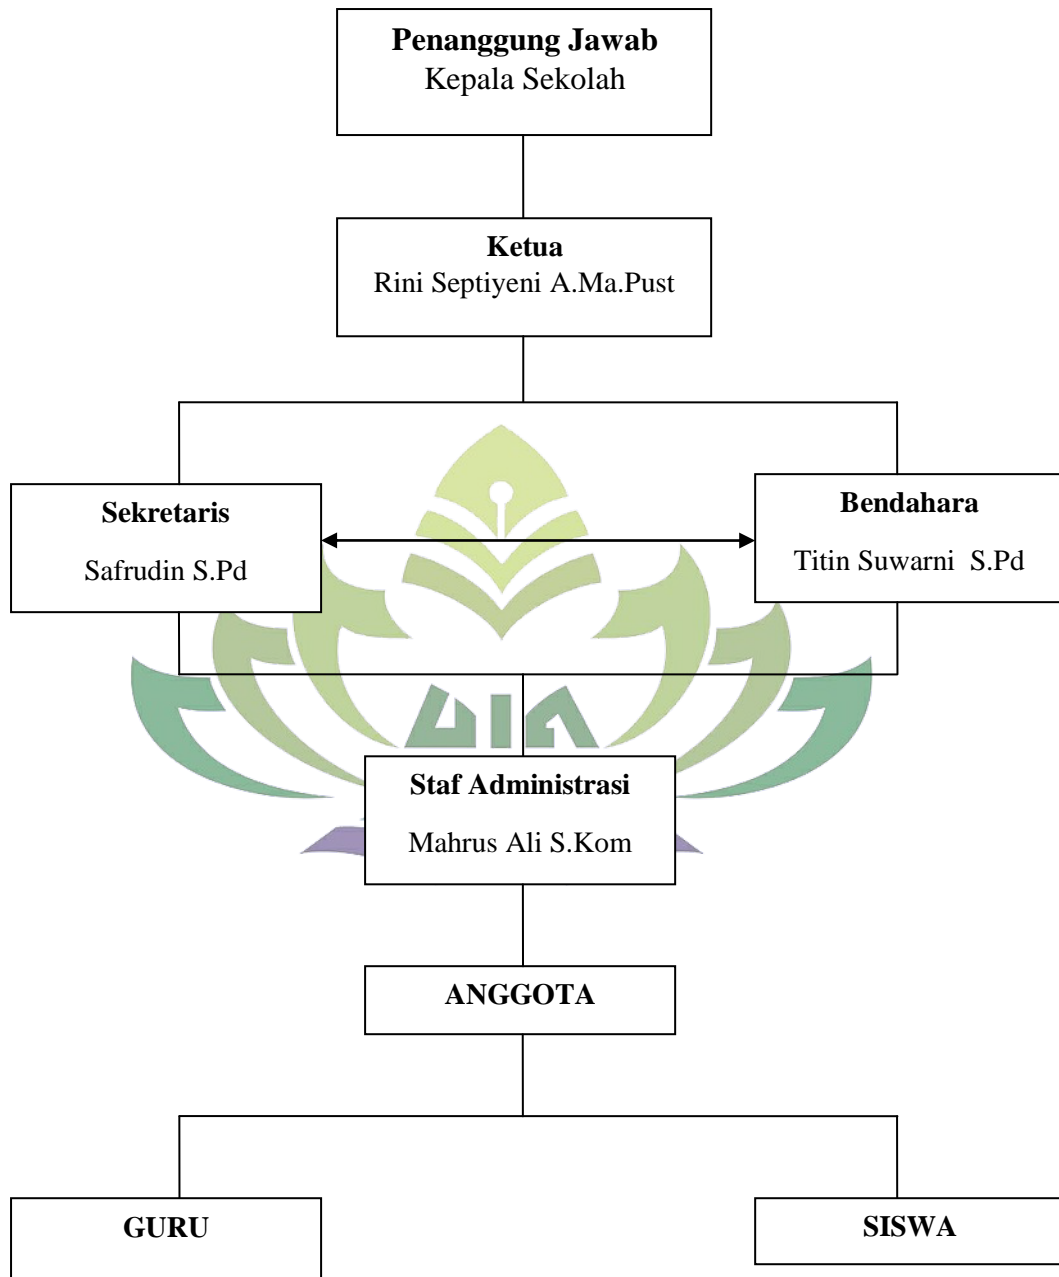 Penanggung Jawab
Kepala Sekolah
Ketua
Rini Septiyeni A.Ma.Pust
Sekretaris
Safrudin S.Pd
Bendahara
Titin Suwarni  S.Pd
Staf Administrasi
Mahrus Ali S.Kom
ANGGOTA
GURU
SISWA